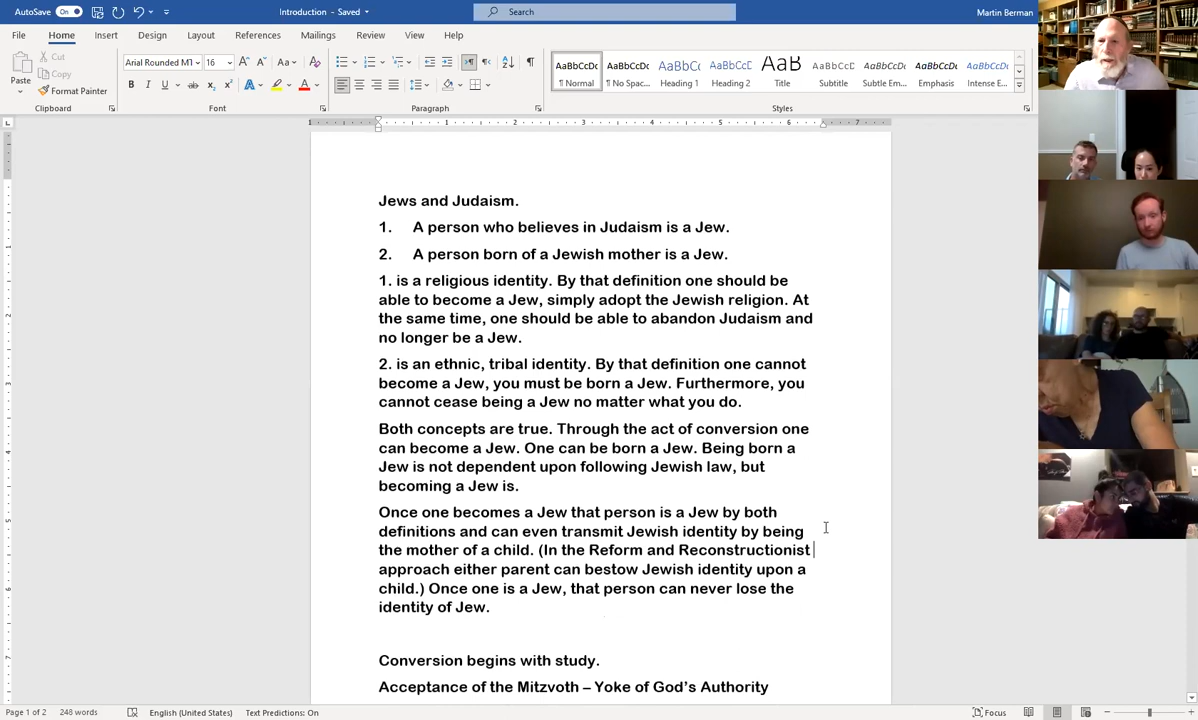 AutoSave On Introduction - Saved Search Martin Berman
File Home Insert Design Layout References Mailings Review View Help
Paste Cut Copy Format Painter
Clipboard
Arial Rounded MT 16
Font
Paragraph
AaBbCcDc AaBbCcDc AaBbCc AaBbCcD AaB AaBbCcD AaBbCcDc AaBbCcDc AaBbCcDc
¶ Normal ¶ No Spac... Heading 1 Heading 2 Title Subtitle Subtle Em... Emphasis Intense E...
Styles
Jews and Judaism.
1. A person who believes in Judaism is a Jew.
2. A person born of a Jewish mother is a Jew.
1. is a religious identity. By that definition one should be
able to become a Jew, simply adopt the Jewish religion. At
the same time, one should be able to abandon Judaism and
no longer be a Jew.
2. is an ethnic, tribal identity. By that definition one cannot
become a Jew, you must be born a Jew. Furthermore, you
cannot cease being a Jew no matter what you do.
Both concepts are true. Through the act of conversion one
can become a Jew. One can be born a Jew. Being born a
Jew is not dependent upon following Jewish law, but
becoming a Jew is.
Once one becomes a Jew that person is a Jew by both
definitions and can even transmit Jewish identity by being
the mother of a child. (In the Reform and Reconstructionist
approach either parent can bestow Jewish identity upon a
child.) Once one is a Jew, that person can never lose the
identity of Jew.
Conversion begins with study.
Acceptance of the Mitzvoth – Yoke of God’s Authority
Page 1 of 2 248 words English (United States) Text Predictions: On Focus